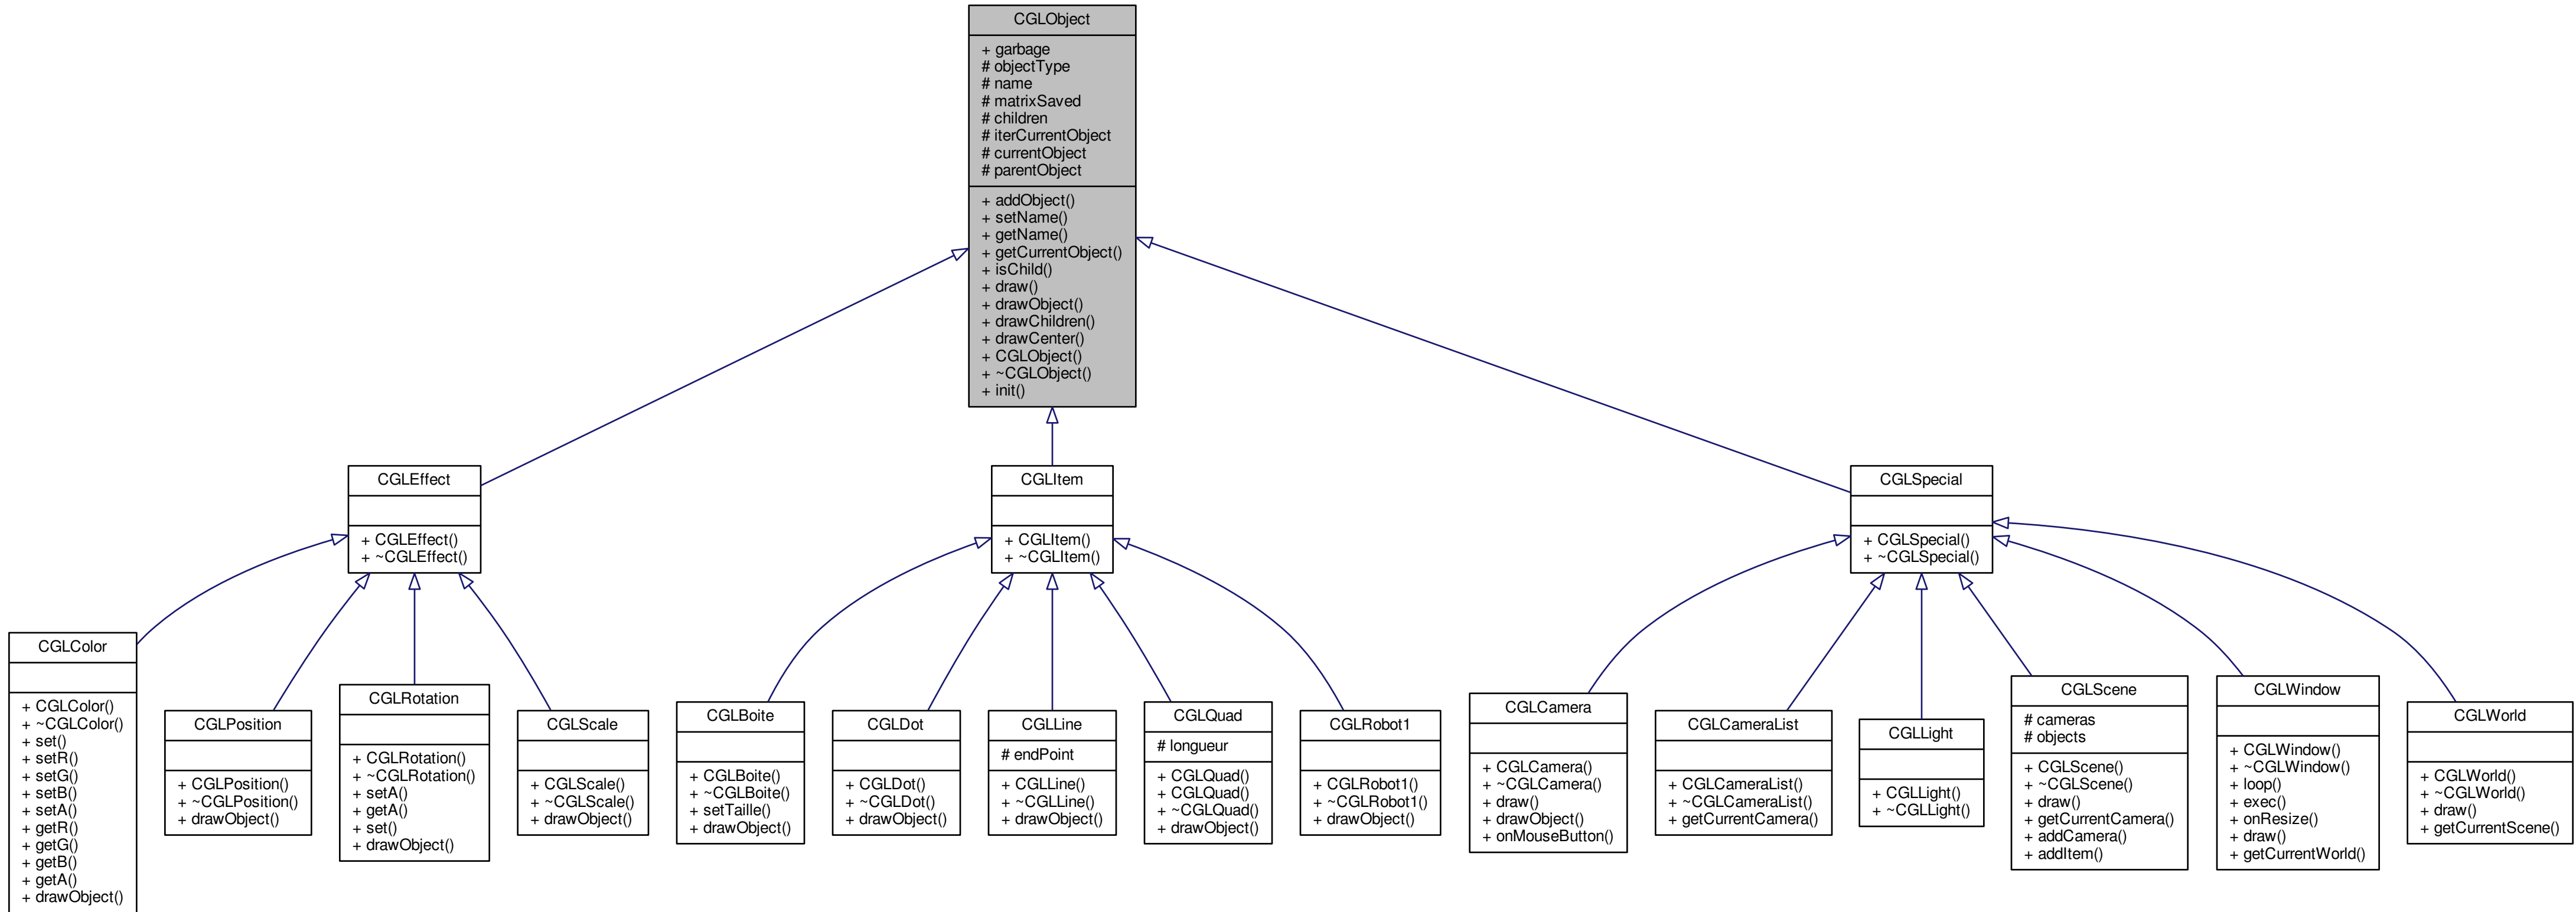 CGLObject
+ garbage
# objectType
# name
# matrixSaved
# children
# iterCurrentObject
# currentObject
# parentObject
+ addObject()
+ setName()
+ getName()
+ getCurrentObject()
+ isChild()
+ draw()
+ drawObject()
+ drawChildren()
+ drawCenter()
+ CGLObject()
+ ~CGLObject()
+ init()
CGLEffect
+ CGLEffect()
+ ~CGLEffect()
CGLItem
+ CGLItem()
+ ~CGLItem()
CGLSpecial
+ CGLSpecial()
+ ~CGLSpecial()
CGLColor
+ CGLColor()
+ ~CGLColor()
+ set()
+ setR()
+ setG()
+ setB()
+ setA()
+ getR()
+ getG()
+ getB()
+ getA()
+ drawObject()
CGLPosition
+ CGLPosition()
+ ~CGLPosition()
+ drawObject()
CGLRotation
+ CGLRotation()
+ ~CGLRotation()
+ setA()
+ getA()
+ set()
+ drawObject()
CGLScale
+ CGLScale()
+ ~CGLScale()
+ drawObject()
CGLBoite
+ CGLBoite()
+ ~CGLBoite()
+ setTaille()
+ drawObject()
CGLDot
+ CGLDot()
+ ~CGLDot()
+ drawObject()
CGLLine
# endPoint
+ CGLLine()
+ ~CGLLine()
+ drawObject()
CGLQuad
# longueur
+ CGLQuad()
+ CGLQuad()
+ ~CGLQuad()
+ drawObject()
CGLRobot1
+ CGLRobot1()
+ ~CGLRobot1()
+ drawObject()
CGLCamera
+ CGLCamera()
+ ~CGLCamera()
+ draw()
+ drawObject()
+ onMouseButton()
CGLCameraList
+ CGLCameraList()
+ ~CGLCameraList()
+ getCurrentCamera()
CGLLight
+ CGLLight()
+ ~CGLLight()
CGLScene
# cameras
# objects
+ CGLScene()
+ ~CGLScene()
+ draw()
+ getCurrentCamera()
+ addCamera()
+ addItem()
CGLWindow
+ CGLWindow()
+ ~CGLWindow()
+ loop()
+ exec()
+ onResize()
+ draw()
+ getCurrentWorld()
CGLWorld
+ CGLWorld()
+ ~CGLWorld()
+ draw()
+ getCurrentScene()